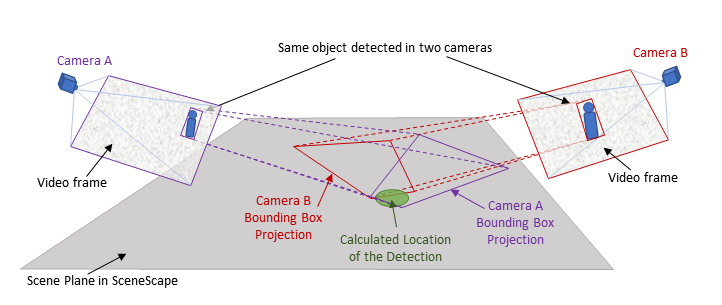 Same object detected in two cameras
Camera A
Camera B
Video frame
Video frame
Camera B
Bounding Box
Projection
Camera A
Bounding Box
Projection
Calculated Location
of the Detection
Scene Plane in SceneScape